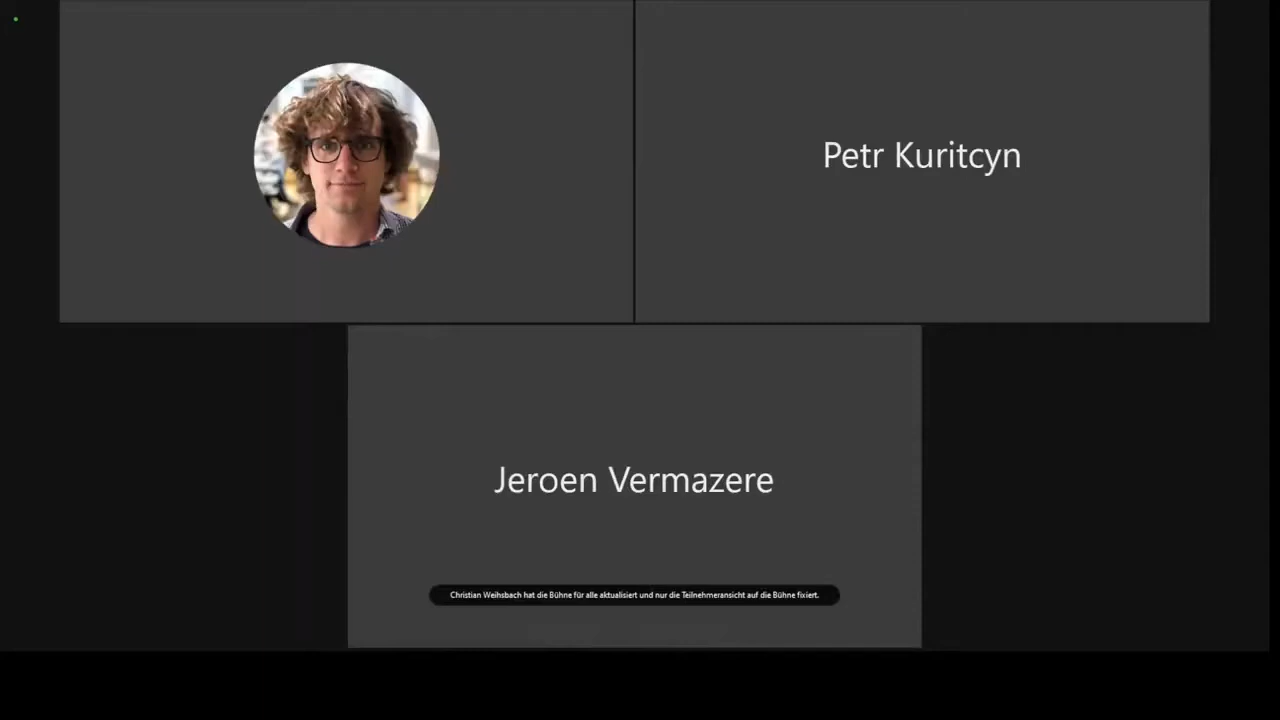 Petr Kuritcyn
Jeroen Vermazere
Christian Weihsbach hat die Bühne für alle aktualisiert und nur die Teilnehmeransicht auf die Bühne fixiert.